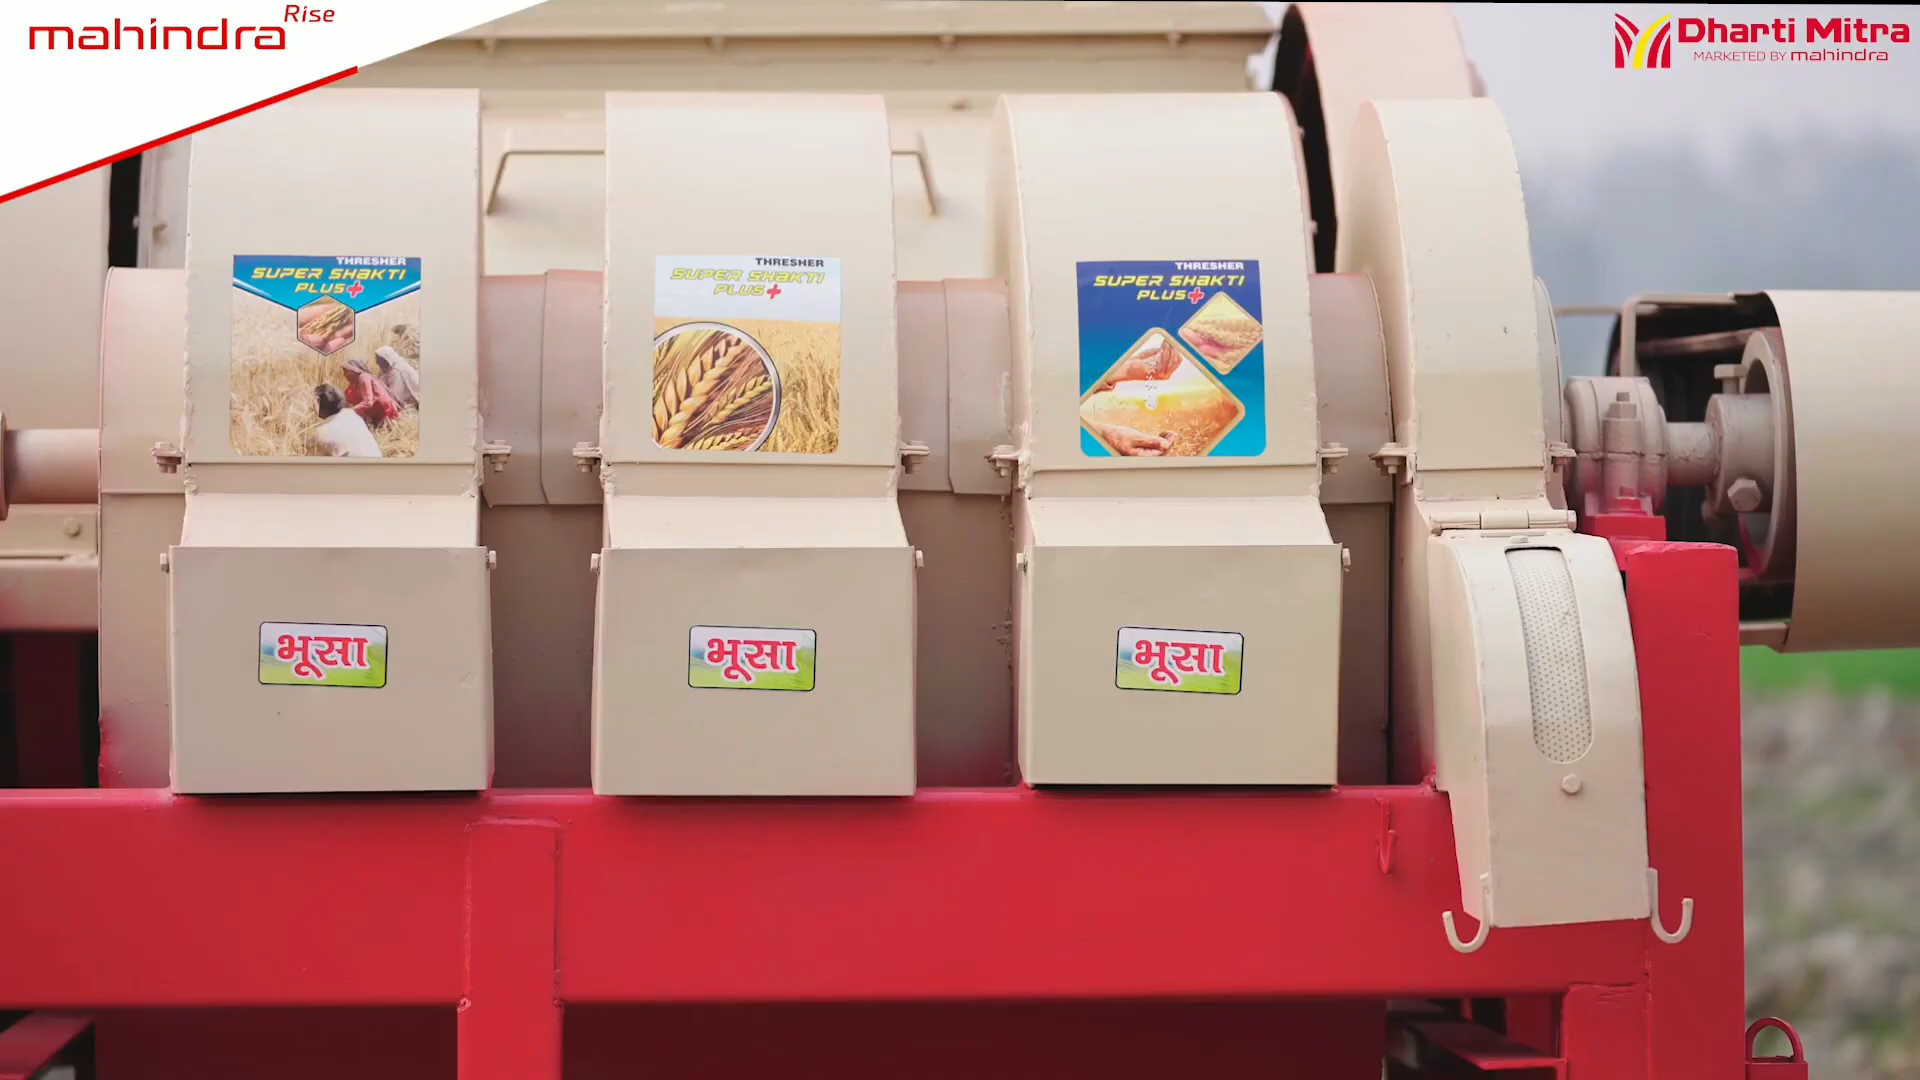 mahindra Rise
Dharti Mitra
MARKETED BY mahindra
THRESHER
SUPER SHAKTI
PLUS+
THRESHER
SUPER SHAKTI
PLUS+
THRESHER
SUPER SHAKTI
PLUS+
भूसा
भूसा
भूसा